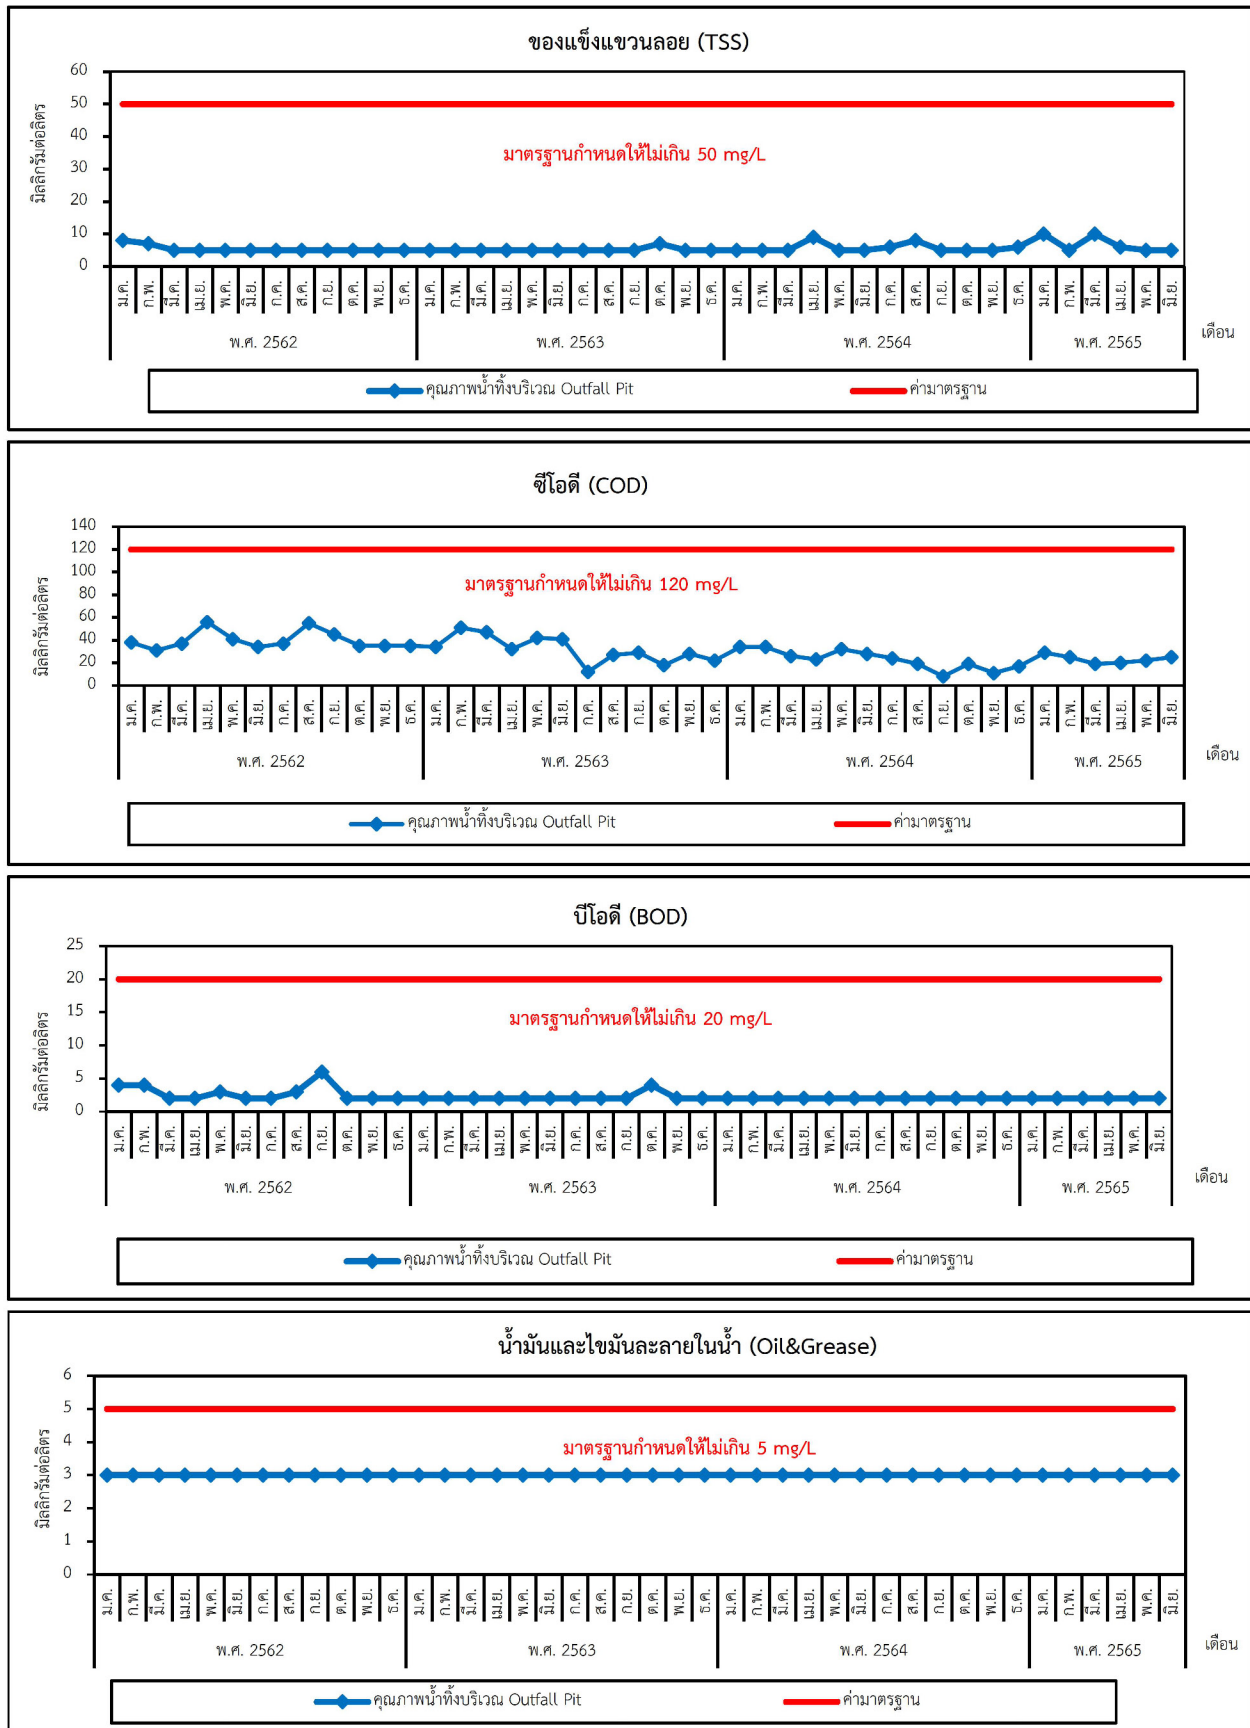 ของแข็งแขวนลอย (TSS)
มิลลิกรัมต่อลิตร
60
50
40
30
20
10
0
มาตรฐานกำหนดให้ไม่เกิน 50 mg/L
ม.ค. ก.พ. มี.ค. เม.ย. พ.ค. มิ.ย. ก.ค. ส.ค. ก.ย. ต.ค. พ.ย. ธ.ค. ม.ค. ก.พ. มี.ค. เม.ย. พ.ค. มิ.ย. ก.ค. ส.ค. ก.ย. ต.ค. พ.ย. ธ.ค. ม.ค. ก.พ. มี.ค. เม.ย. พ.ค. มิ.ย. ก.ค. ส.ค. ก.ย. ต.ค. พ.ย. ธ.ค. ม.ค. ก.พ. มี.ค. เม.ย. พ.ค. มิ.ย.
พ.ศ. 2562 พ.ศ. 2563 พ.ศ. 2564 พ.ศ. 2565 เดือน
คุณภาพน้ำทิ้งบริเวณ Outfall Pit ค่ามาตรฐาน
ซีโอดี (COD)
มิลลิกรัมต่อลิตร
140
120
100
80
60
40
20
0
มาตรฐานกำหนดให้ไม่เกิน 120 mg/L
ม.ค. ก.พ. มี.ค. เม.ย. พ.ค. มิ.ย. ก.ค. ส.ค. ก.ย. ต.ค. พ.ย. ธ.ค. ม.ค. ก.พ. มี.ค. เม.ย. พ.ค. มิ.ย. ก.ค. ส.ค. ก.ย. ต.ค. พ.ย. ธ.ค. ม.ค. ก.พ. มี.ค. เม.ย. พ.ค. มิ.ย. ก.ค. ส.ค. ก.ย. ต.ค. พ.ย. ธ.ค. ม.ค. ก.พ. มี.ค. เม.ย. พ.ค. มิ.ย.
พ.ศ. 2562 พ.ศ. 2563 พ.ศ. 2564 พ.ศ. 2565 เดือน
คุณภาพน้ำทิ้งบริเวณ Outfall Pit ค่ามาตรฐาน
บีโอดี (BOD)
มิลลิกรัมต่อลิตร
25
20
15
10
5
0
มาตรฐานกำหนดให้ไม่เกิน 20 mg/L
ม.ค. ก.พ. มี.ค. เม.ย. พ.ค. มิ.ย. ก.ค. ส.ค. ก.ย. ต.ค. พ.ย. ธ.ค. ม.ค. ก.พ. มี.ค. เม.ย. พ.ค. มิ.ย. ก.ค. ส.ค. ก.ย. ต.ค. พ.ย. ธ.ค. ม.ค. ก.พ. มี.ค. เม.ย. พ.ค. มิ.ย. ก.ค. ส.ค. ก.ย. ต.ค. พ.ย. ธ.ค. ม.ค. ก.พ. มี.ค. เม.ย. พ.ค. มิ.ย.
พ.ศ. 2562 พ.ศ. 2563 พ.ศ. 2564 พ.ศ. 2565 เดือน
คุณภาพน้ำทิ้งบริเวณ Outfall Pit ค่ามาตรฐาน
น้ำมันและไขมันละลายในน้ำ (Oil&Grease)
มิลลิกรัมต่อลิตร
6
5
4
3
2
1
0
มาตรฐานกำหนดให้ไม่เกิน 5 mg/L
ม.ค. ก.พ. มี.ค. เม.ย. พ.ค. มิ.ย. ก.ค. ส.ค. ก.ย. ต.ค. พ.ย. ธ.ค. ม.ค. ก.พ. มี.ค. เม.ย. พ.ค. มิ.ย. ก.ค. ส.ค. ก.ย. ต.ค. พ.ย. ธ.ค. ม.ค. ก.พ. มี.ค. เม.ย. พ.ค. มิ.ย. ก.ค. ส.ค. ก.ย. ต.ค. พ.ย. ธ.ค. ม.ค. ก.พ. มี.ค. เม.ย. พ.ค. มิ.ย.
พ.ศ. 2562 พ.ศ. 2563 พ.ศ. 2564 พ.ศ. 2565 เดือน
คุณภาพน้ำทิ้งบริเวณ Outfall Pit ค่ามาตรฐาน